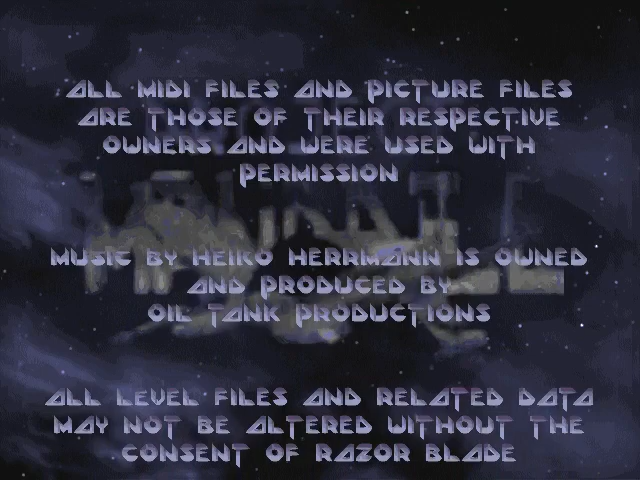 ALL MIDI FILES AND PICTURE FILES
ARE THOSE OF THEIR RESPECTIVE
OWNERS AND WERE USED WITH
PERMISSION
MUSIC BY HEIKO HERRMANN IS OWNED
AND PRODUCED BY
OIL TANK PRODUCTIONS
ALL LEVEL FILES AND RELATED DATA
MAY NOT BE ALTERED WITHOUT THE
CONSENT OF RAZOR BLADE